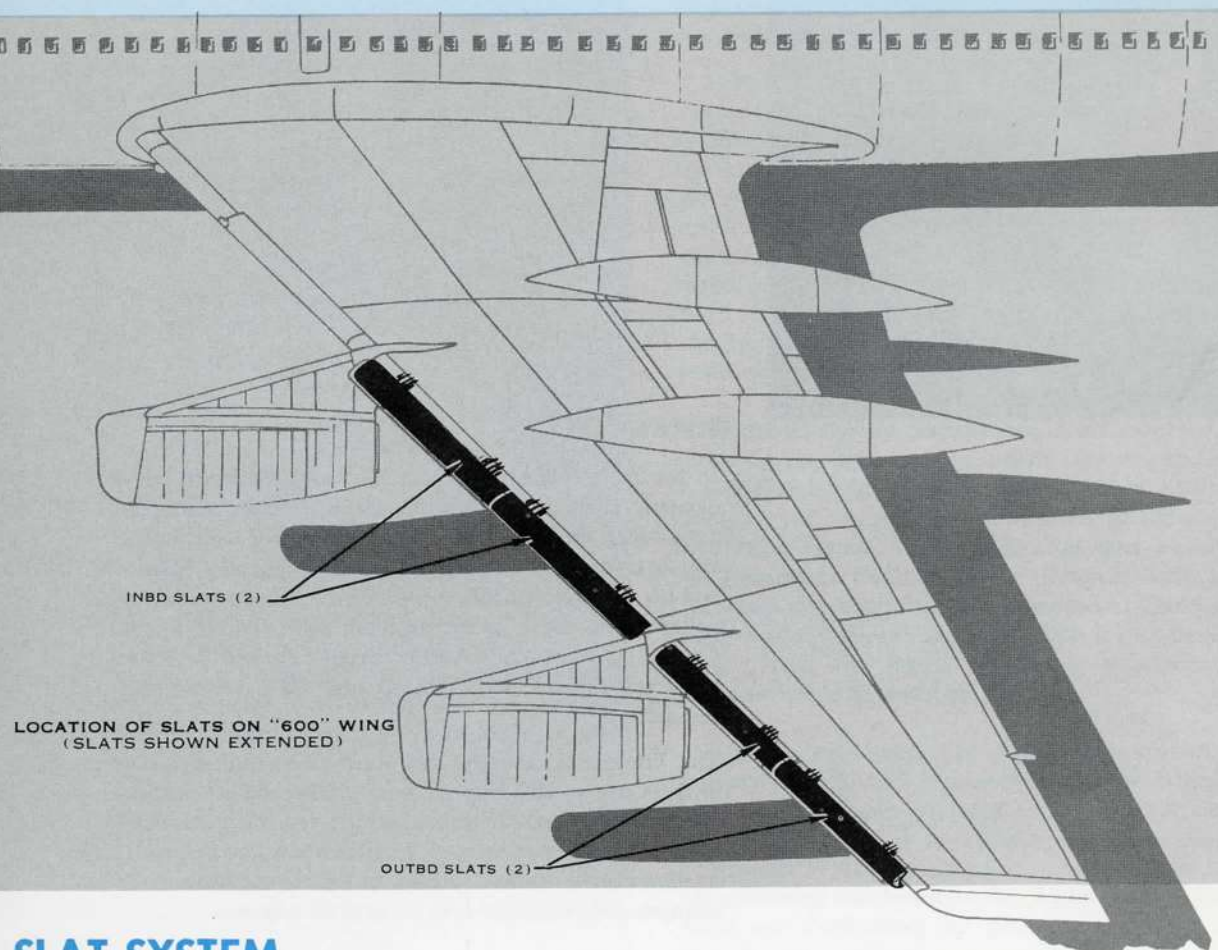 INBD SLATS (2)
LOCATION OF SLATS ON "600" WING
(SLATS SHOWN EXTENDED)
OUTBD SLATS (2)
SLAT SYSTEM